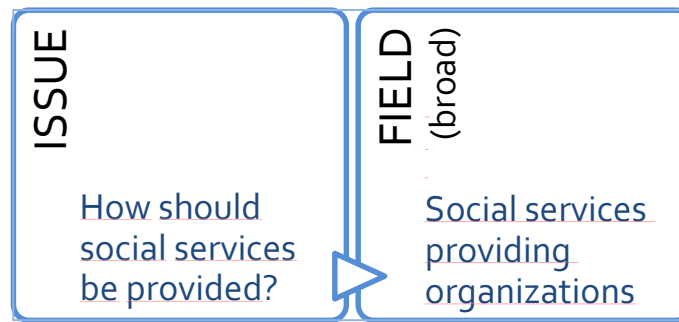 ISSUE
How should
social services
be provided?
FIELD
(broad)
Social services
providing
organizations